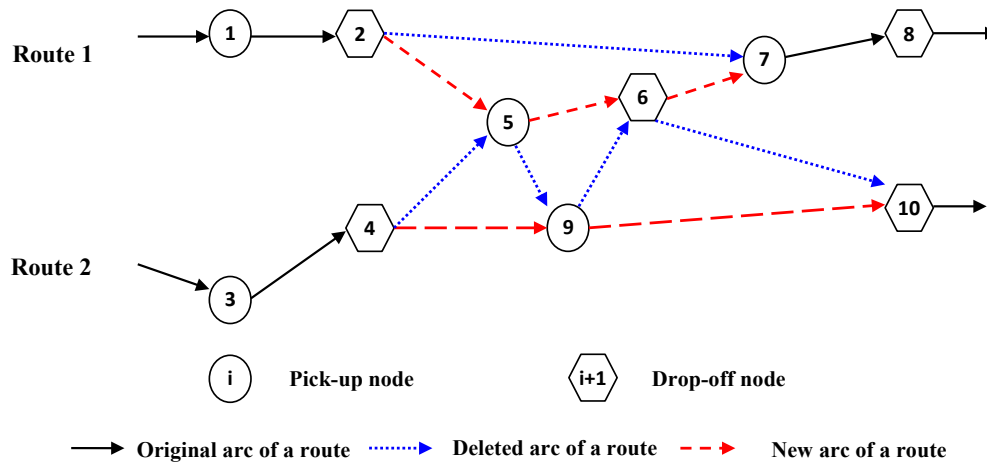 Route 1
1
2
7
8
5
6
4
9
10
Route 2
3
i
Pick-up node
i+1
Drop-off node
Original arc of a route
Deleted arc of a route
New arc of a route